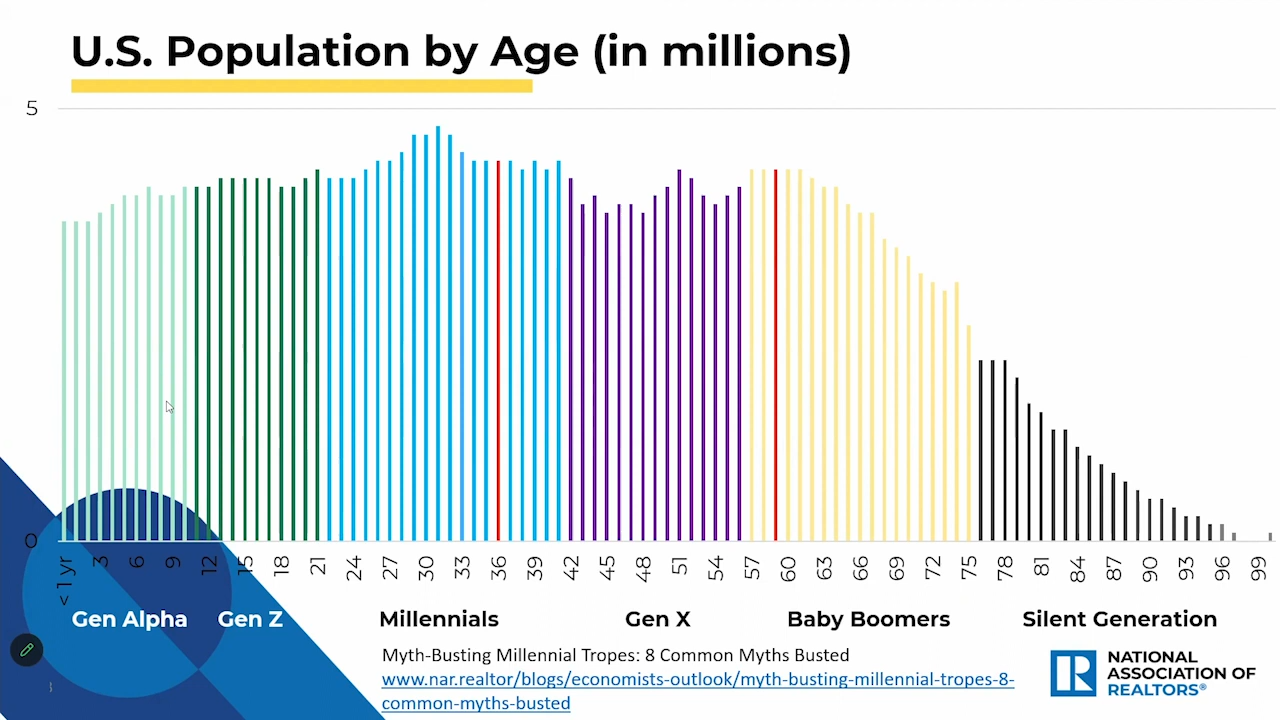 U.S. Population by Age (in millions)
5
0
<1 yr 3 6 9 12 15 18 21 24 27 30 33 36 39 42 45 48 51 54 57 60 63 66 69 72 75 78 81 84 87 90 93 96 99
Gen Alpha Gen Z Millennials Gen X Baby Boomers Silent Generation
Myth-Busting Millennial Tropes: 8 Common Myths Busted
www.nar.realtor/blogs/economists-outlook/myth-busting-millennial-tropes-8-
common-myths-busted
NATIONAL
ASSOCIATION OF
REALTORS®